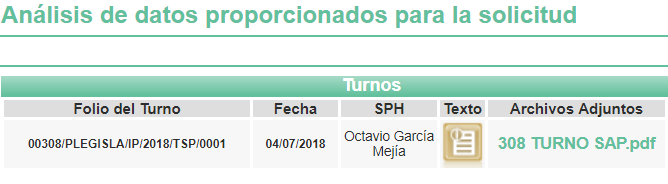 Análisis de datos proporcionados para la solicitud
Turnos
Folio del Turno Fecha SPH Texto Archivos Adjuntos
00308/PLEGISLA/IP/2018/TSP/0001 04/07/2018 Octavio García Mejía 308 TURNO SAP.pdf